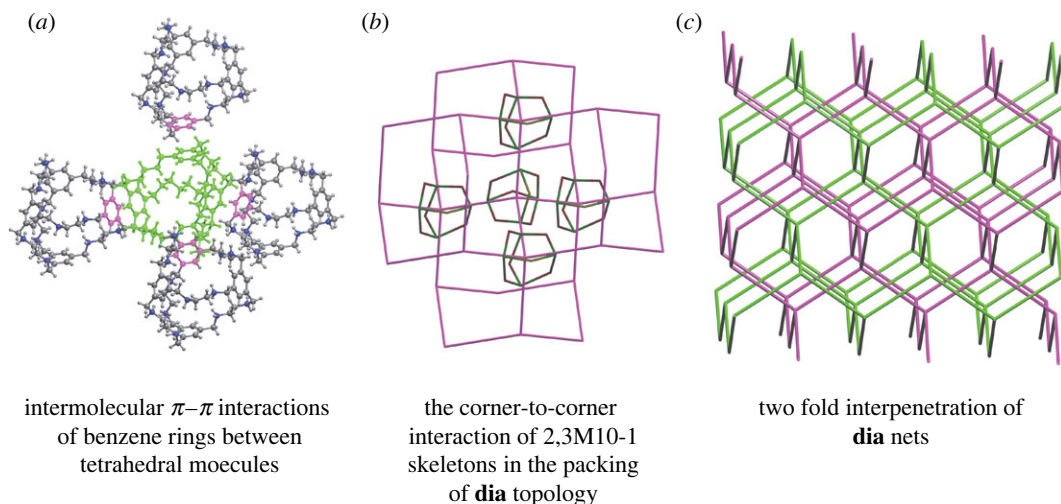 (a)
(b)
(c)
intermolecular π–π interactions
of benzene rings between
tetrahedral moecules
the corner-to-corner
interaction of 2,3M10-1
skeletons in the packing
of dia topology
two fold interpenetration of
dia nets